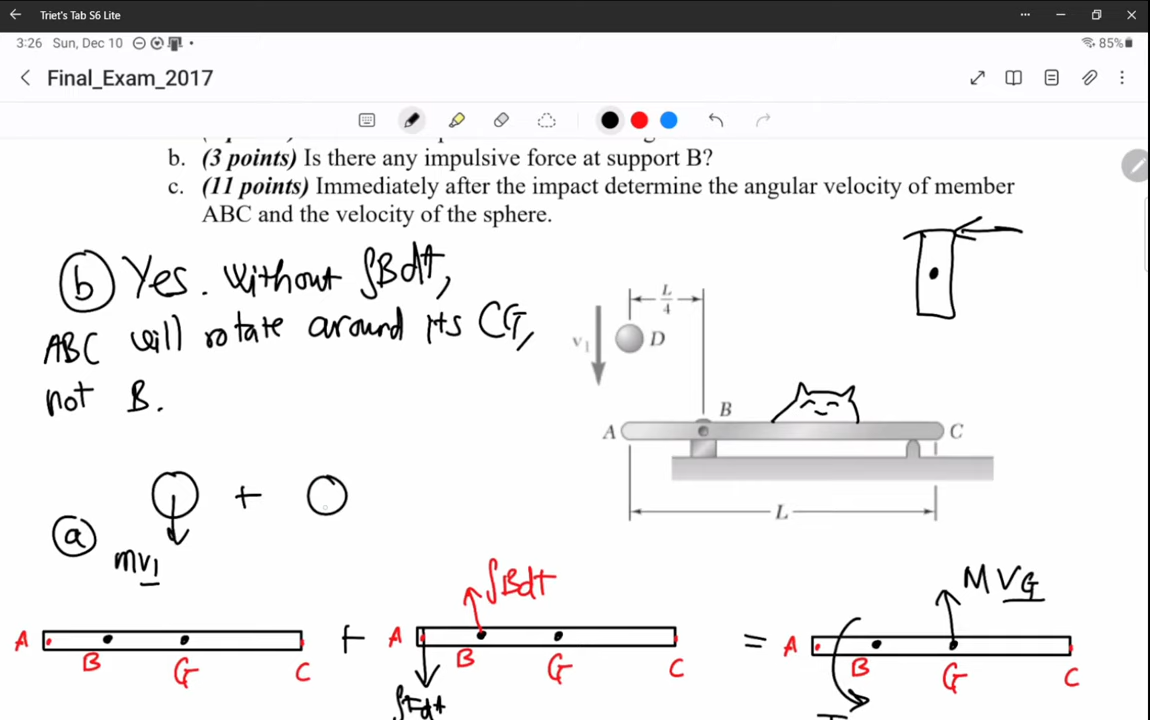 Triet's Tab S6 Lite
3:26 Sun, Dec 10
85%
Final_Exam_2017
b. (3 points) Is there any impulsive force at support B?
c. (11 points) Immediately after the impact determine the angular velocity of member
ABC and the velocity of the sphere.
b Yes. Without ∫Bdt,
ABC will rotate around its CG,
not B.
L/4
v1
D
B
A
C
L
a
mv1
+
∫Bdt
MVG
A B G C
+
A B G C
=
A B G C
∫Fdt